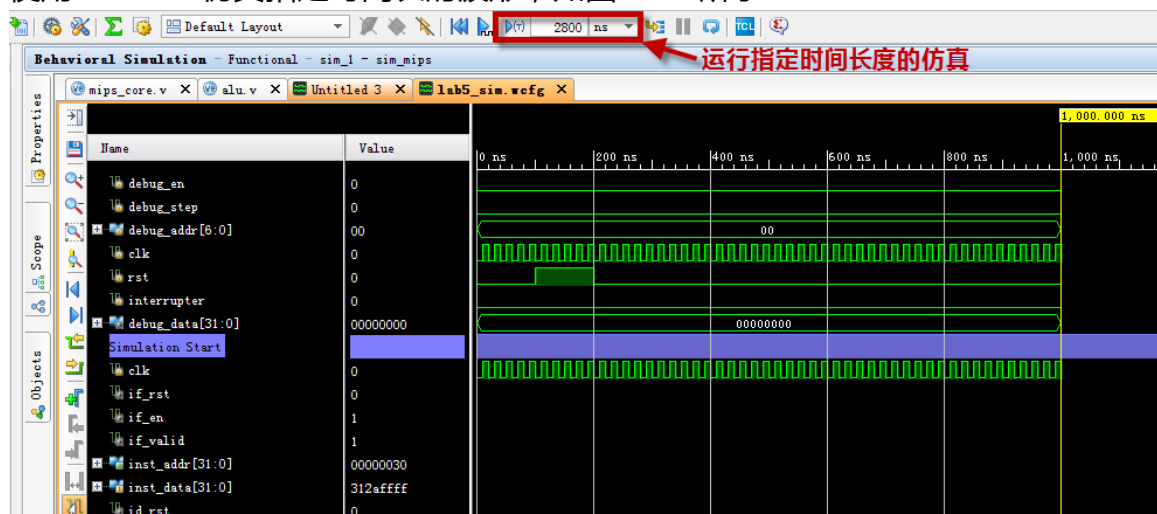 Default Layout
2800 ns
TCL
运行指定时间长度的仿真
Behavioral Simulation - Functional - sim_1 - sim_mips
mips_core.v
alu.v
Untitled 3
lab5_sim.wcfg
Properties
Scope
Objects
1,000.000 ns
Name Value
0 ns 200 ns 400 ns 600 ns 800 ns 1,000 ns
debug_en 0
debug_step 0
debug_addr[6:0] 00 00
clk 0
rst 0
interrupter 0
debug_data[31:0] 00000000 00000000
Simulation Start
clk 0
if_rst 0
if_en 1
if_valid 1
inst_addr[31:0] 00000030
inst_data[31:0] 312affff
id_rst 0